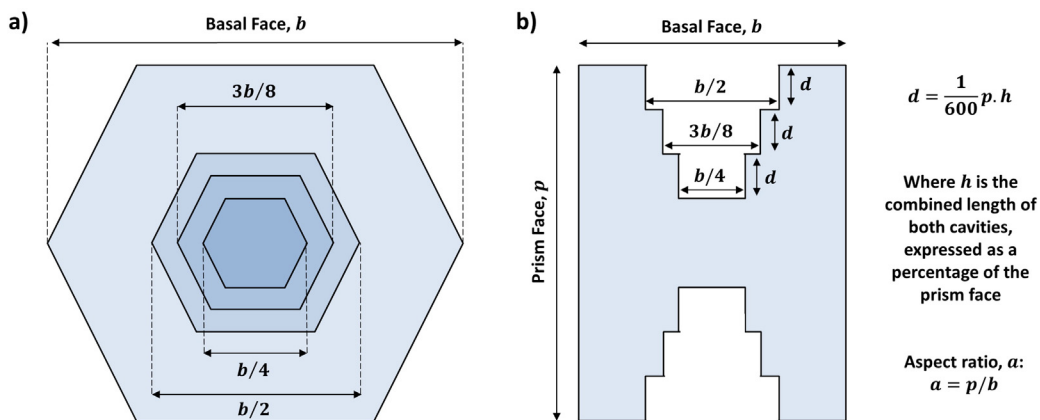 a)
Basal Face, b
3b/8
b/4
b/2
b)
Basal Face, b
Prism Face, p
b/2
d
3b/8
d
b/4
d
d = 1/600 p.h
Where h is the
combined length of
both cavities,
expressed as a
percentage of the
prism face
Aspect ratio, a:
a = p/b